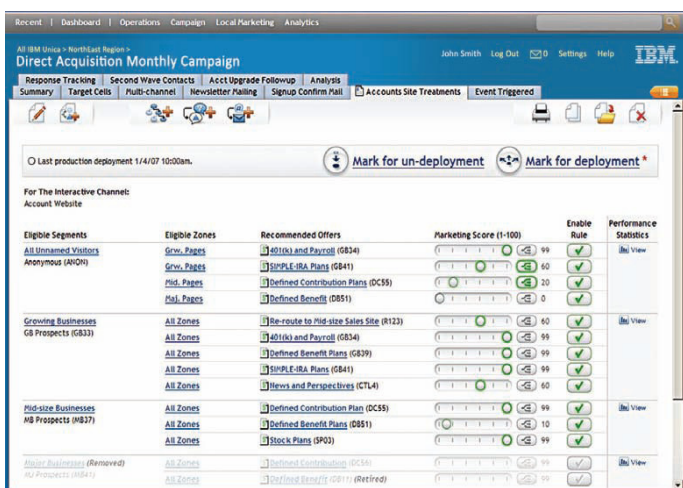 Recent | Dashboard | Operations Campaign Local Marketing Analytics
All IBM Unica > NorthEast Region >
Direct Acquisition Monthly Campaign
John Smith Log Out 0 Settings Help IBM
Response Tracking Second Wave Contacts Acct Upgrade Followup Analysis
Summary Target Cells Multi-channel Newsletter Mailing Signup Confirm Mail Accounts Site Treatments Event Triggered
Last production deployment 1/4/07 10:00am. Mark for un-deployment Mark for deployment *
For The Interactive Channel:
Account Website
Eligible Segments Eligible Zones Recommended Offers Marketing Score (1-100) Enable Rule Performance Statistics
All Unnamed Visitors Grw. Pages 401(k) and Payroll (GB34) 99 View
Anonymous (ANON) Grw. Pages SIMPLE-IRA Plans (GB41) 60
Mid. Pages Defined Contribution Plans (DC55) 20
Maj. Pages Defined Benefit (DB51) 0
Growing Businesses All Zones Re-route to Mid-size Sales Site (R123) 60 View
GB Prospects (GB33) All Zones 401(k) and Payroll (GB34) 99
All Zones Defined Benefit Plans (GB39) 99
All Zones SIMPLE-IRA Plans (GB41) 99
All Zones News and Perspectives (CTL4) 60
Mid-size Businesses All Zones Defined Contribution Plan (DC55) 99 View
MB Prospects (MB37) All Zones Defined Benefit Plans (DB51) 10
All Zones Stock Plans (SP03) 99
Major Businesses (Removed) All Zones Defined Contribution 99 View
All Zones Defined Benefit (Retired) 99